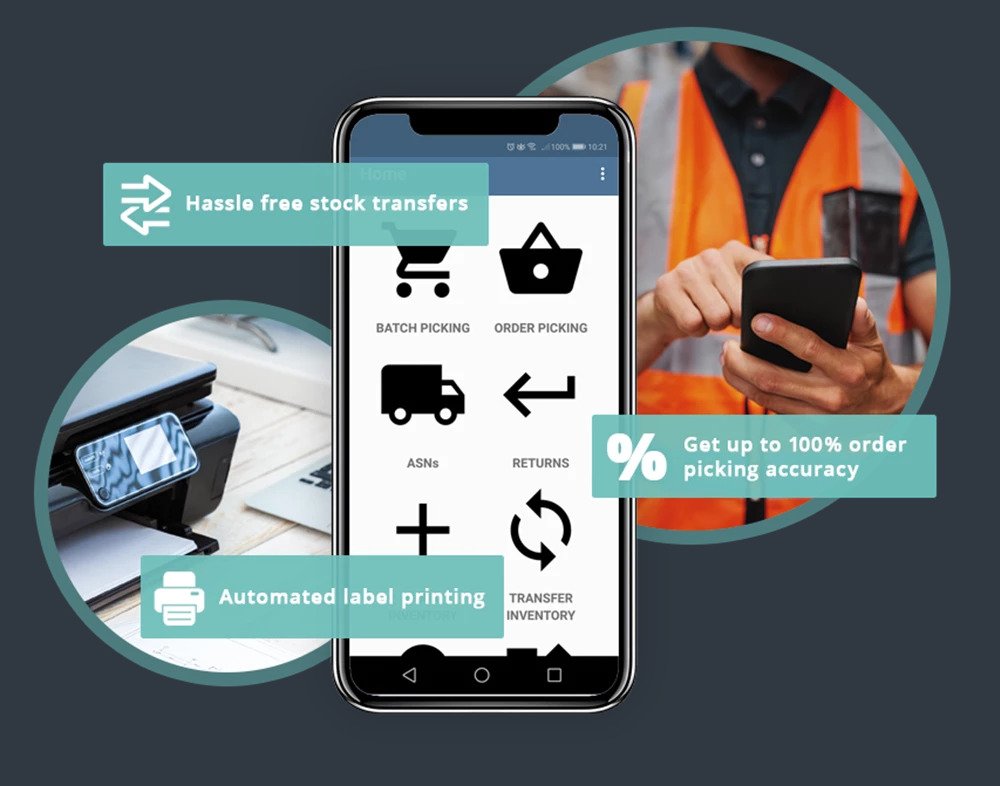 100% 10:21
Home
Hassle free stock transfers
BATCH PICKING
ORDER PICKING
ASNs
RETURNS
%
Get up to 100% order
picking accuracy
Automated label printing
INVENTORY
TRANSFER
INVENTORY